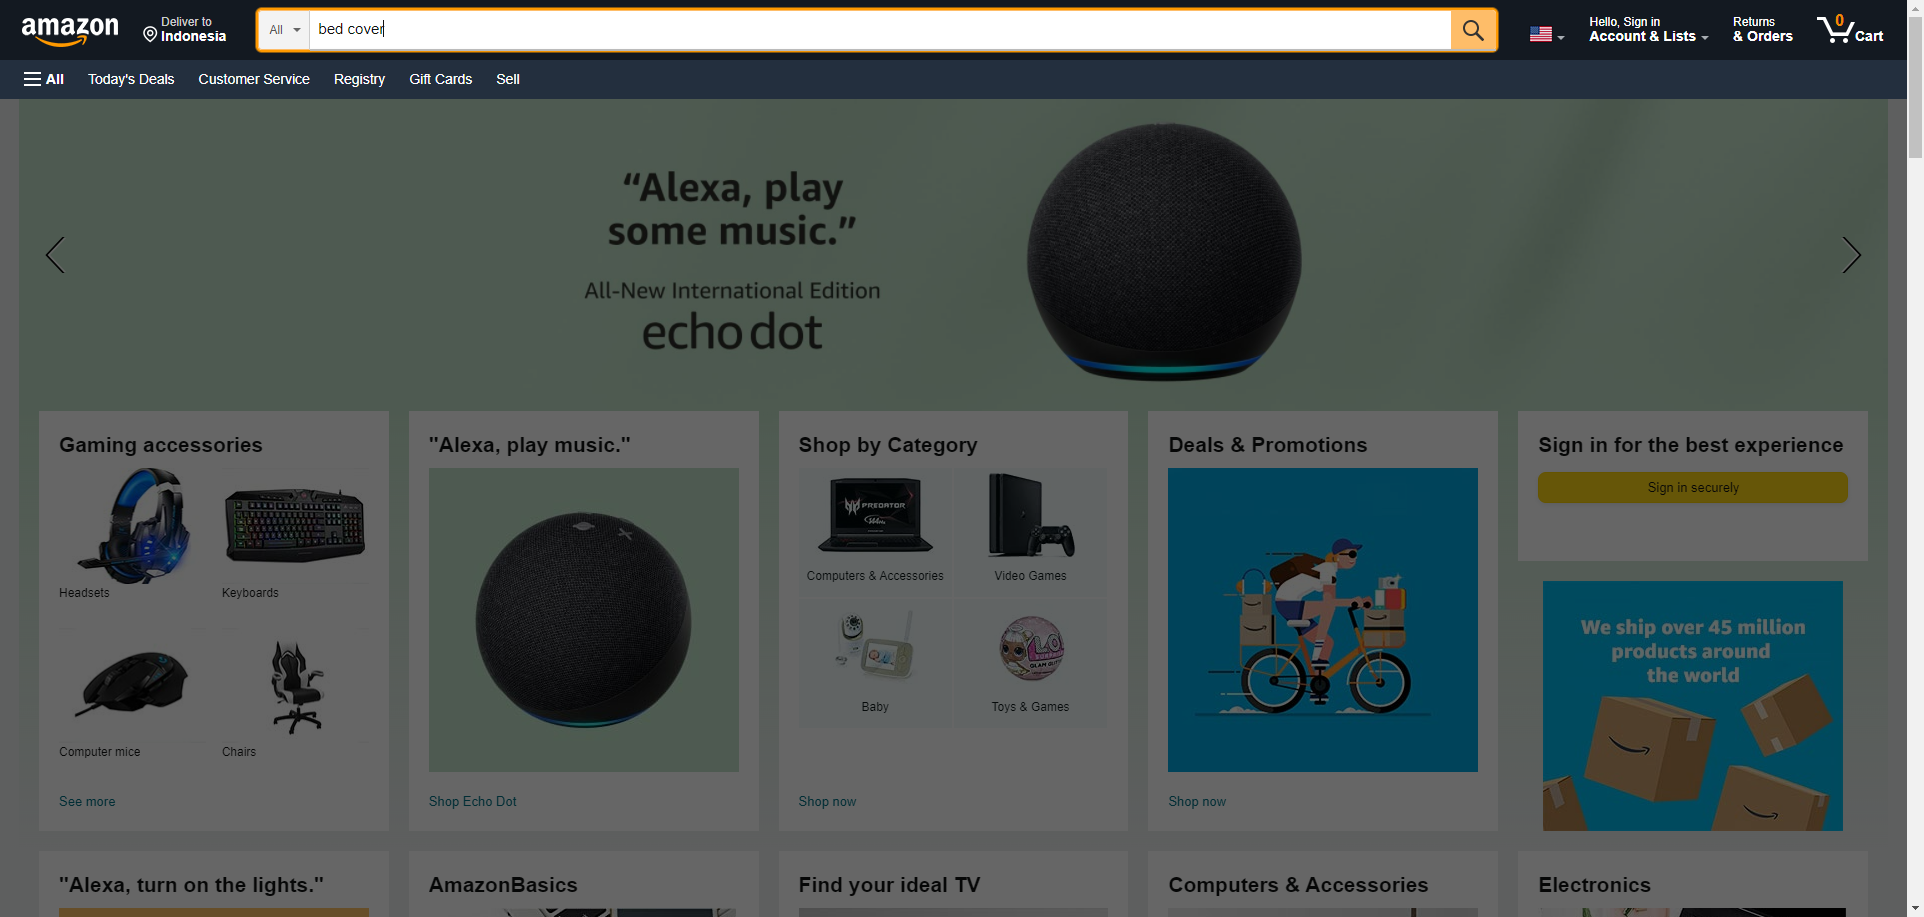 amazon
Deliver to
Indonesia
All
bed cover
Hello, Sign in
Account & Lists
Returns
& Orders
0
Cart
All
Today's Deals
Customer Service
Registry
Gift Cards
Sell
“Alexa, play
some music.”
All-New International Edition
echo dot
Gaming accessories
Headsets
Keyboards
Computer mice
Chairs
See more
"Alexa, play music."
Shop Echo Dot
Shop by Category
PREDATOR
Computers & Accessories
Video Games
Baby
Toys & Games
Shop now
Deals & Promotions
Shop now
Sign in for the best experience
Sign in securely
We ship over 45 million
products around
the world
"Alexa, turn on the lights."
AmazonBasics
Find your ideal TV
Computers & Accessories
Electronics